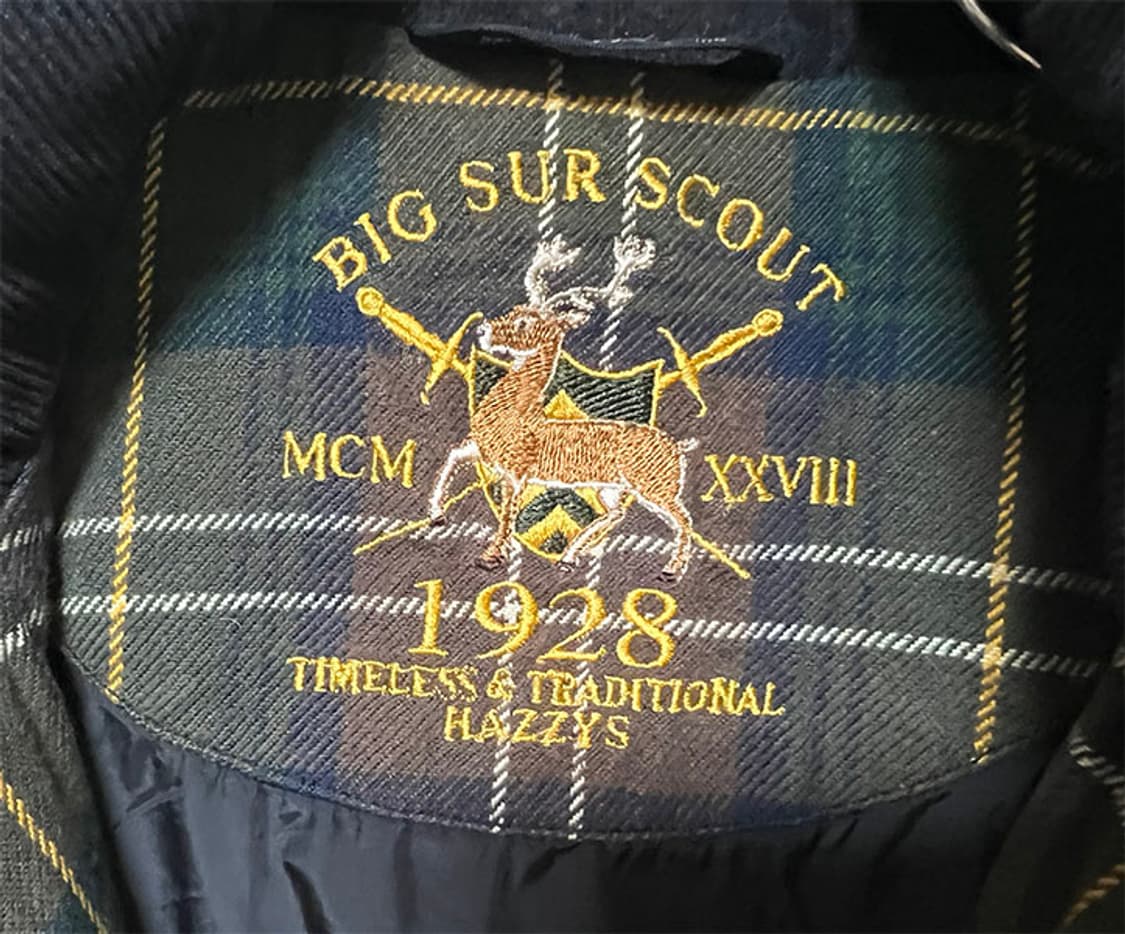 BIG SUR SCOUT
MCM XXVIII
1928
TIMELESS & TRADITIONAL
HAZZYS